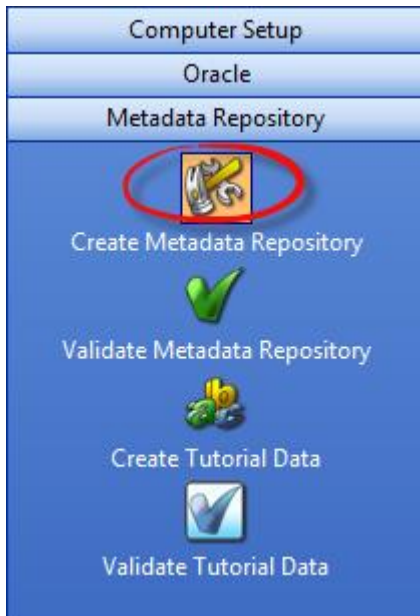 Computer Setup
Oracle
Metadata Repository
Create Metadata Repository
Validate Metadata Repository
Create Tutorial Data
Validate Tutorial Data